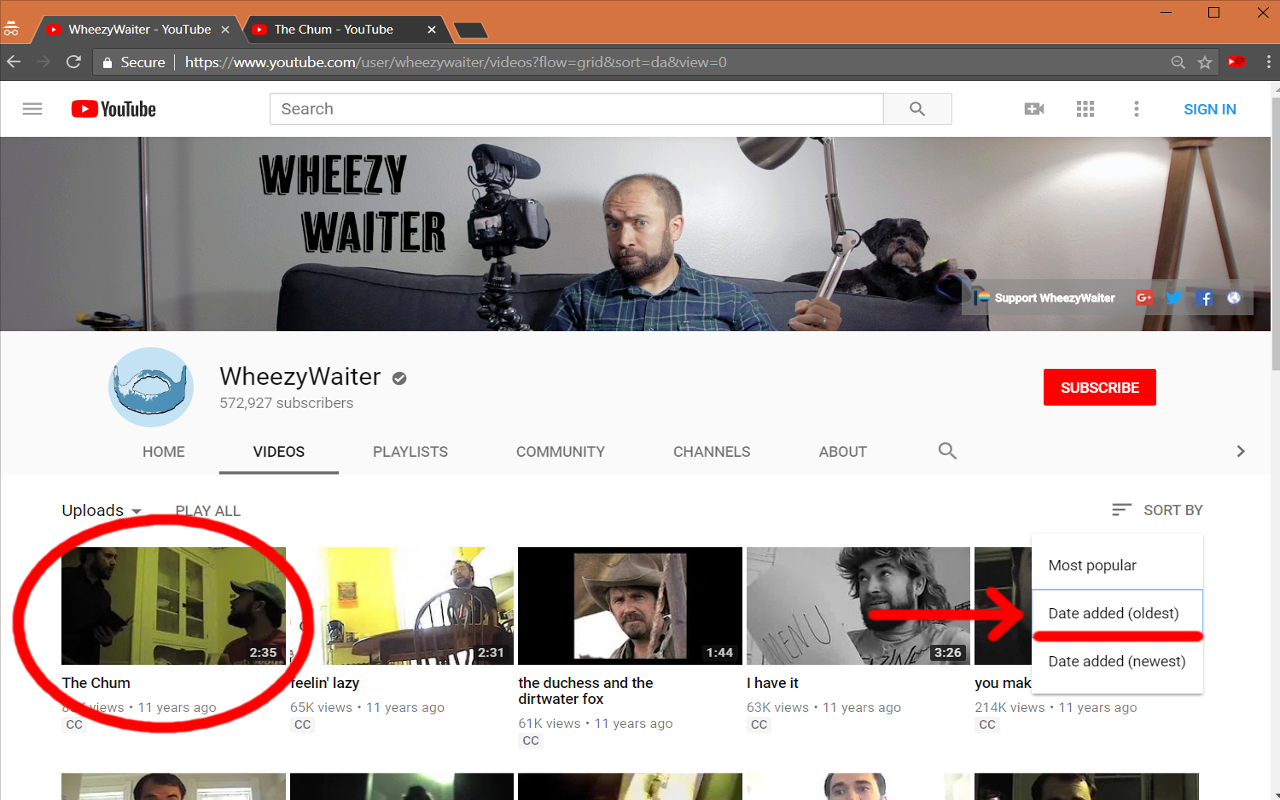 WheezyWaiter - YouTube
The Chum - YouTube
Secure
https://www.youtube.com/user/wheezywaiter/videos?flow=grid&sort=da&view=0
YouTube
Search
SIGN IN
WHEEZY
WAITER
RODE
Support WheezyWaiter
G+
WheezyWaiter
572,927 subscribers
SUBSCRIBE
HOME
VIDEOS
PLAYLISTS
COMMUNITY
CHANNELS
ABOUT
Uploads
PLAY ALL
SORT BY
Most popular
Date added (oldest)
Date added (newest)
2:35
2:31
1:44
MENU
3:26
The Chum
feelin' lazy
the duchess and the
dirtwater fox
I have it
you mak
views • 11 years ago
CC
65K views • 11 years ago
CC
61K views • 11 years ago
CC
63K views • 11 years ago
CC
214K views • 11 years ago
CC